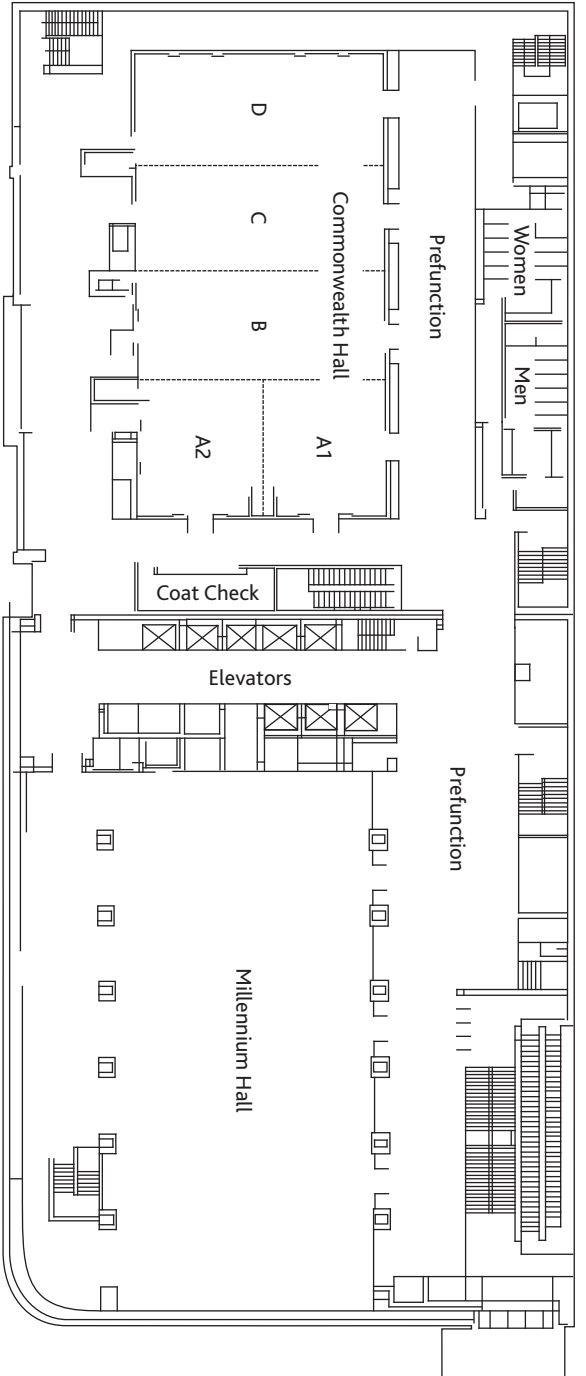 D
C
Commonwealth Hall
B
A2
A1
Prefunction
Women
Men
Coat Check
Elevators
Prefunction
Millennium Hall